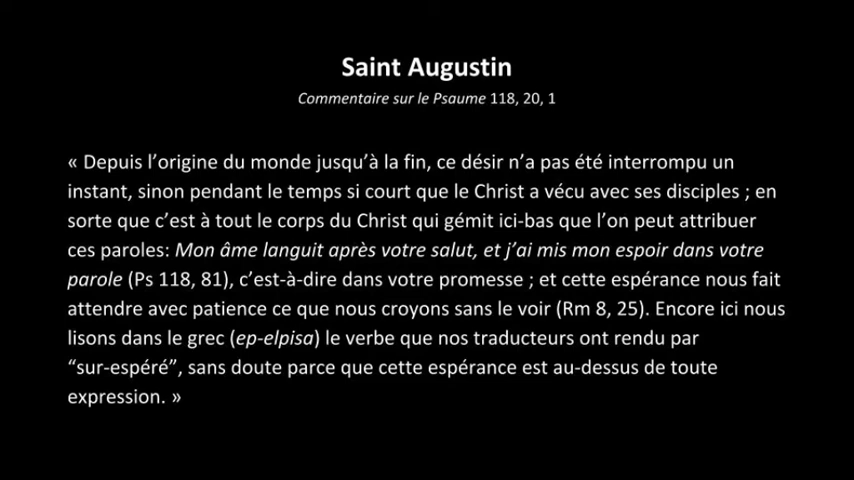 Saint Augustin
Commentaire sur le Psaume 118, 20, 1
« Depuis l’origine du monde jusqu’à la fin, ce désir n’a pas été interrompu un
instant, sinon pendant le temps si court que le Christ a vécu avec ses disciples ; en
sorte que c’est à tout le corps du Christ qui gémit ici-bas que l’on peut attribuer
ces paroles: Mon âme languit après votre salut, et j’ai mis mon espoir dans votre
parole (Ps 118, 81), c’est-à-dire dans votre promesse ; et cette espérance nous fait
attendre avec patience ce que nous croyons sans le voir (Rm 8, 25). Encore ici nous
lisons dans le grec (ep-elpisa) le verbe que nos traducteurs ont rendu par
“sur-espéré”, sans doute parce que cette espérance est au-dessus de toute
expression. »